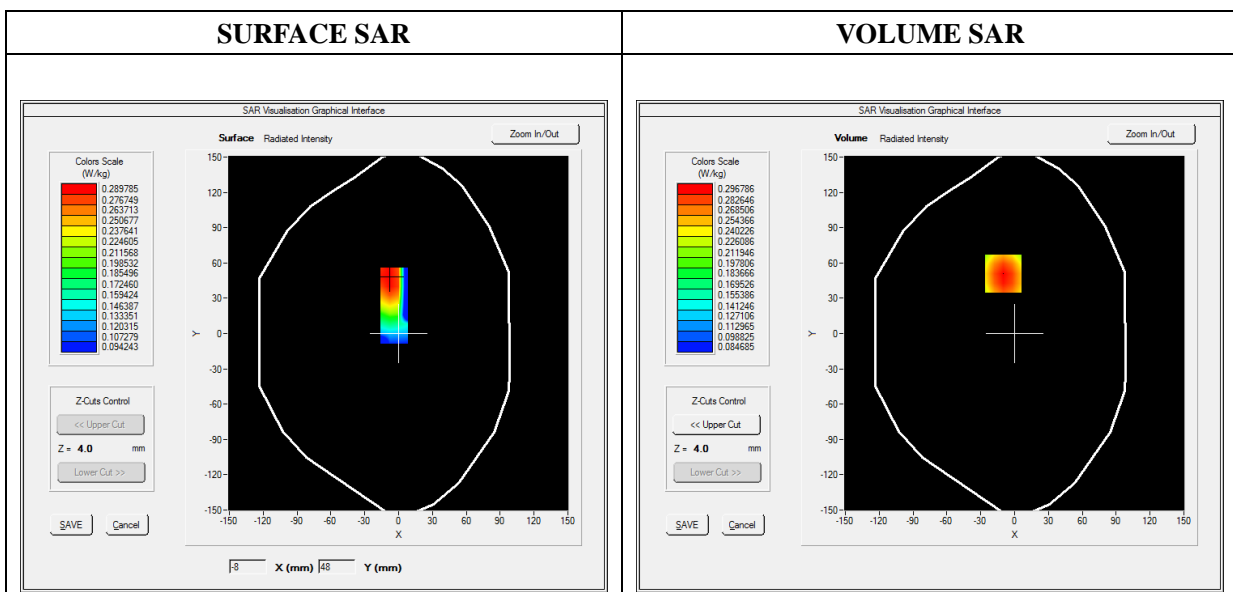 SURFACE SAR
VOLUME SAR
SAR Visualisation Graphical Interface
Surface Radiated Intensity
Zoom In/Out
Colors Scale
(W/kg)
0.289785
0.276749
0.263713
0.250677
0.237641
0.224605
0.211568
0.198532
0.185496
0.172460
0.159424
0.146387
0.133351
0.120315
0.107279
0.094243
Z-Cuts Control
<< Upper Cut
Z = 4.0 mm
Lower Cut >>
SAVE Cancel
150
120
90
60
30
0
-30
-60
-90
-120
-150
Y
-150 -120 -90 -60 -30 0 30 60 90 120 150
X
-8 X (mm) 48 Y (mm)
SAR Visualisation Graphical Interface
Volume Radiated Intensity
Zoom In/Out
Colors Scale
(W/kg)
0.296786
0.282646
0.268506
0.254366
0.240226
0.226086
0.211946
0.197806
0.183666
0.169526
0.155386
0.141246
0.127106
0.112965
0.098825
0.084685
Z-Cuts Control
<< Upper Cut
Z = 4.0 mm
Lower Cut >>
SAVE Cancel
150
120
90
60
30
0
-30
-60
-90
-120
-150
Y
-150 -120 -90 -60 -30 0 30 60 90 120 150
X